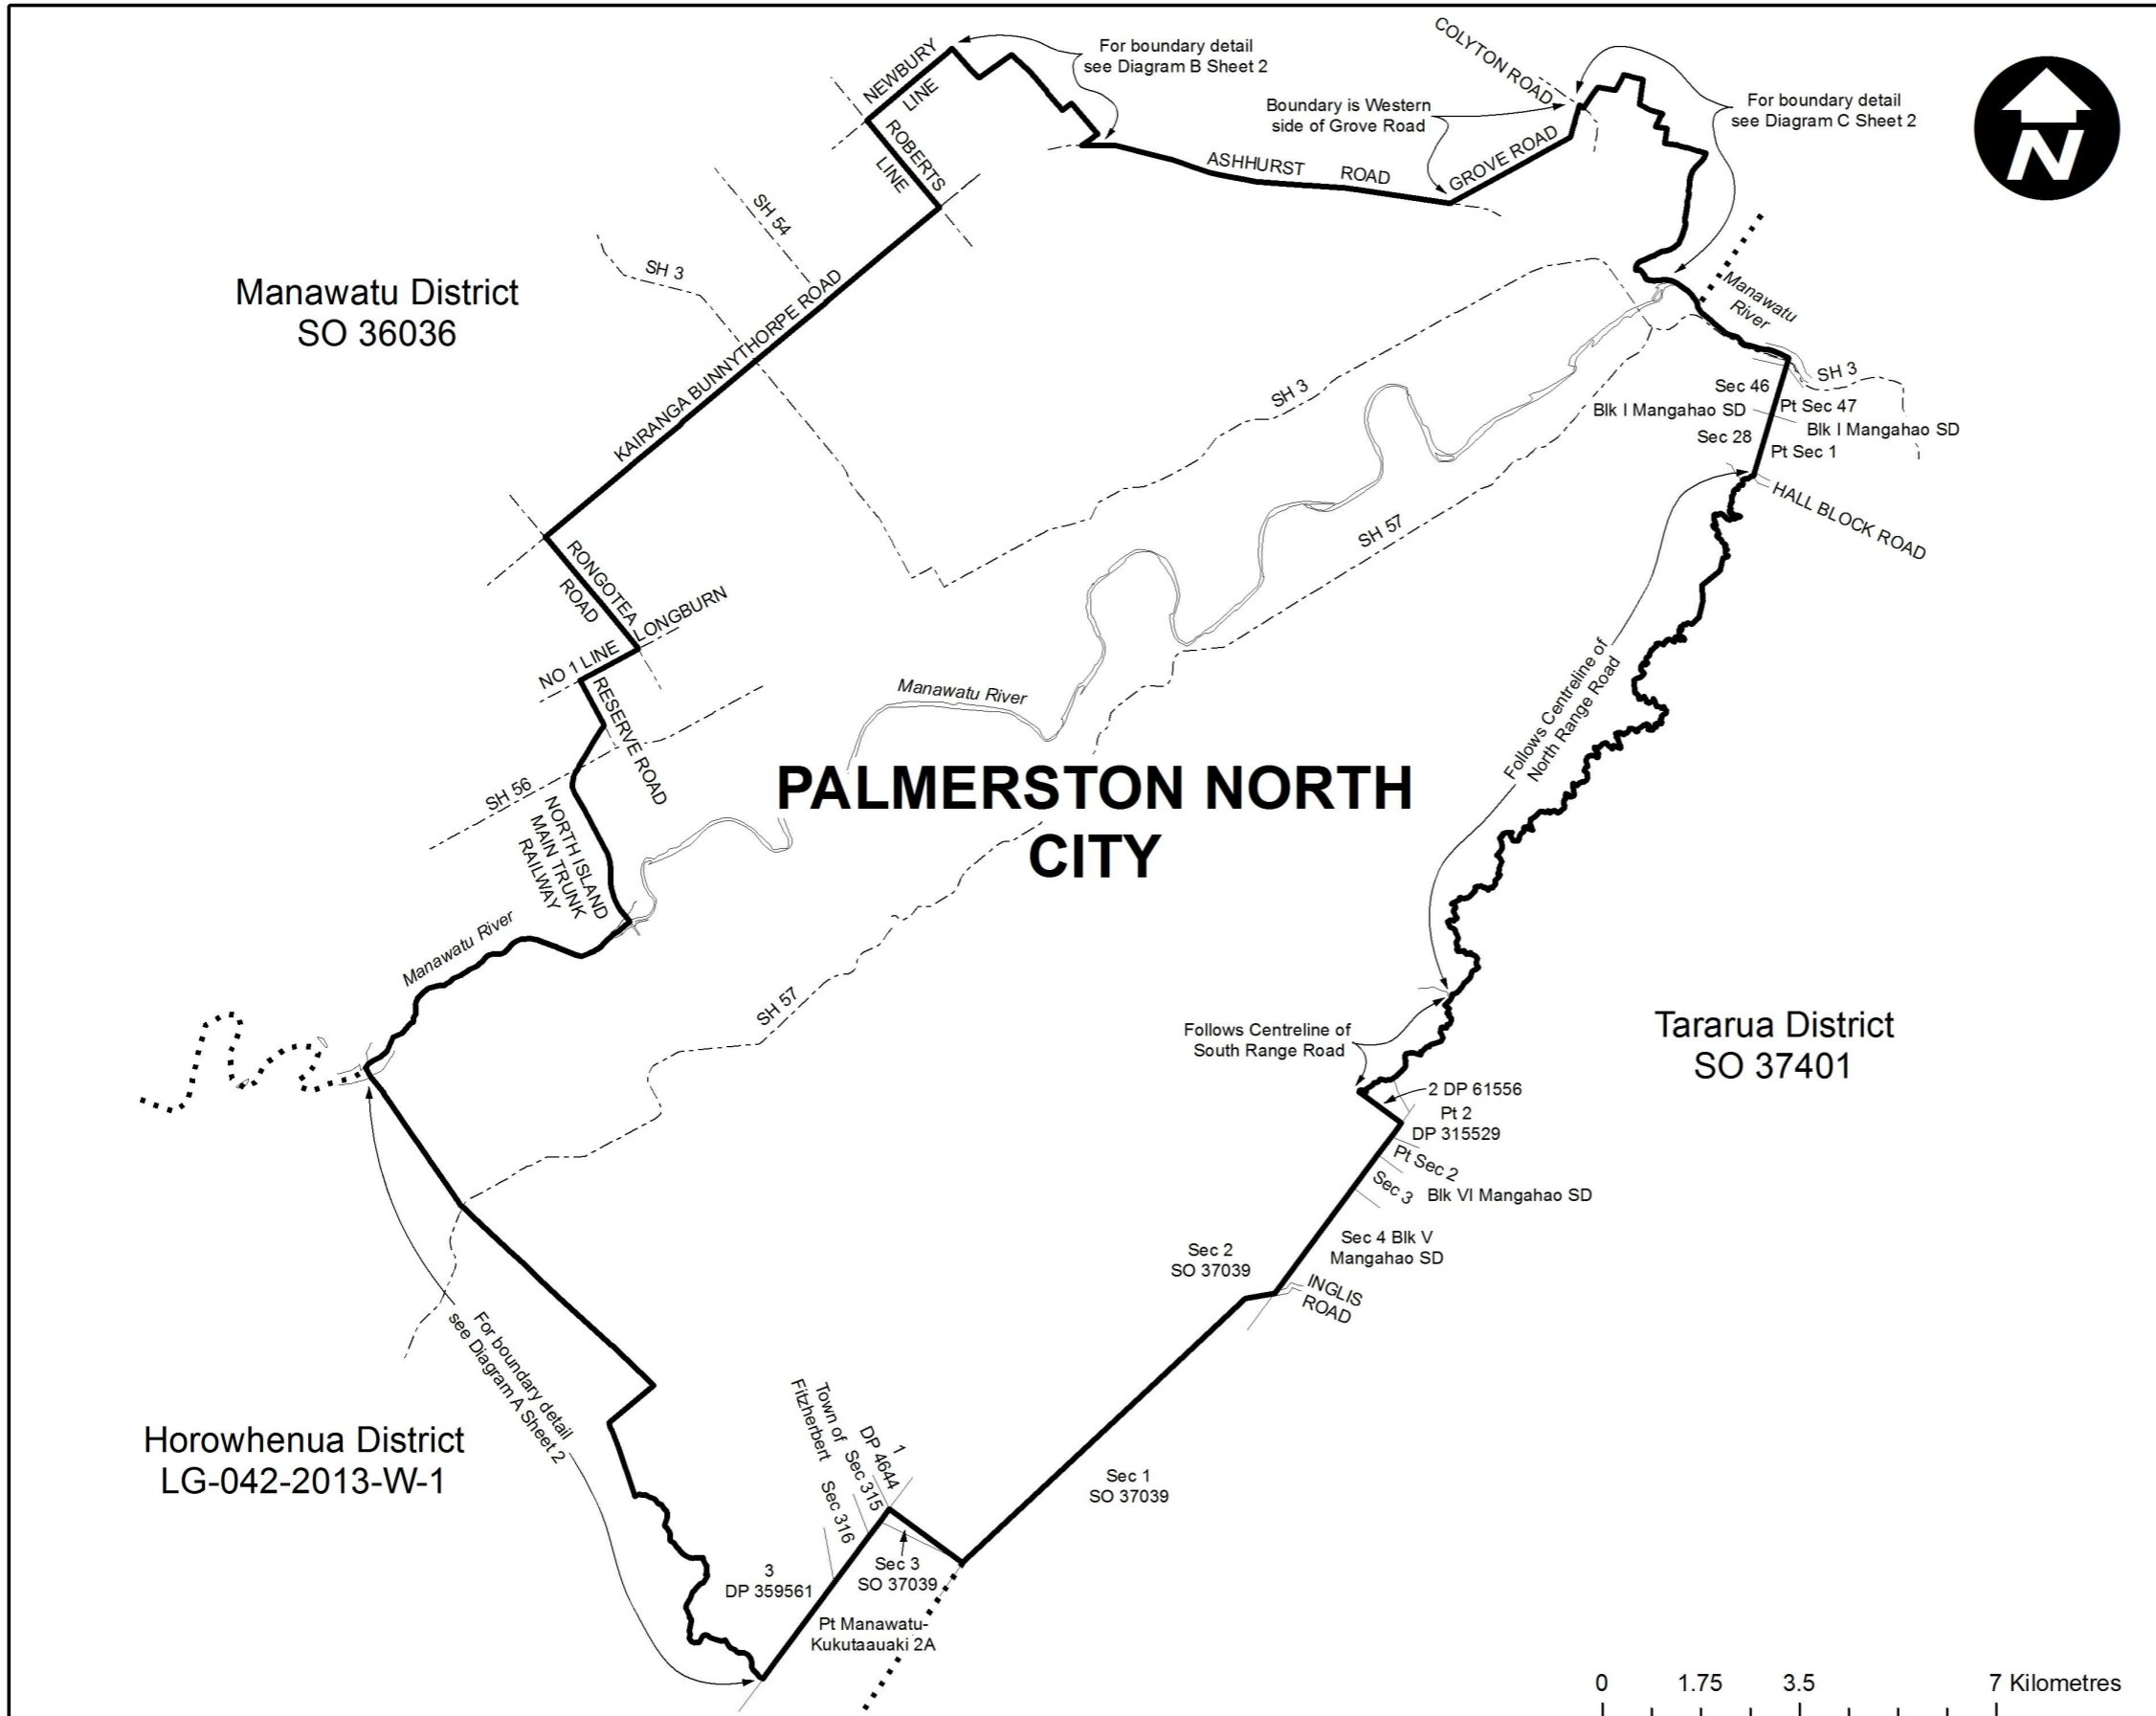 NEWBURY
LINE
For boundary detail
see Diagram B Sheet 2
COLYTON ROAD
Boundary is Western
side of Grove Road
For boundary detail
see Diagram C Sheet 2
N
ROBERTS
LINE
ASHHURST ROAD
GROVE ROAD
SH 54
SH 3
Manawatu District
SO 36036
KAIRANGA BUNNYTHORPE ROAD
Manawatu
River
SH 3
SH 3
Sec 46
Pt Sec 47
Blk I Mangahao SD
Blk I Mangahao SD
Sec 28
Pt Sec 1
HALL BLOCK ROAD
SH 57
RONGOTEA
ROAD
LONGBURN
NO 1 LINE
RESERVE ROAD
Manawatu River
Follows Centreline of
North Range Road
SH 56
NORTH ISLAND
MAIN TRUNK
RAILWAY
PALMERSTON NORTH
CITY
Manawatu River
SH 57
Follows Centreline of
South Range Road
Tararua District
SO 37401
2 DP 61556
Pt 2
DP 315529
Pt Sec 2
Sec 3
Blk VI Mangahao SD
Sec 4 Blk V
Mangahao SD
Sec 2
SO 37039
INGLIS
ROAD
For boundary detail
see Diagram A Sheet 2
Horowhenua District
LG-042-2013-W-1
Town of
Fitzherbert
1
DP 4644
Sec 315
Sec 316
Sec 1
SO 37039
3
DP 359561
Sec 3
SO 37039
Pt Manawatu-
Kukutaauaki 2A
0 1.75 3.5 7 Kilometres